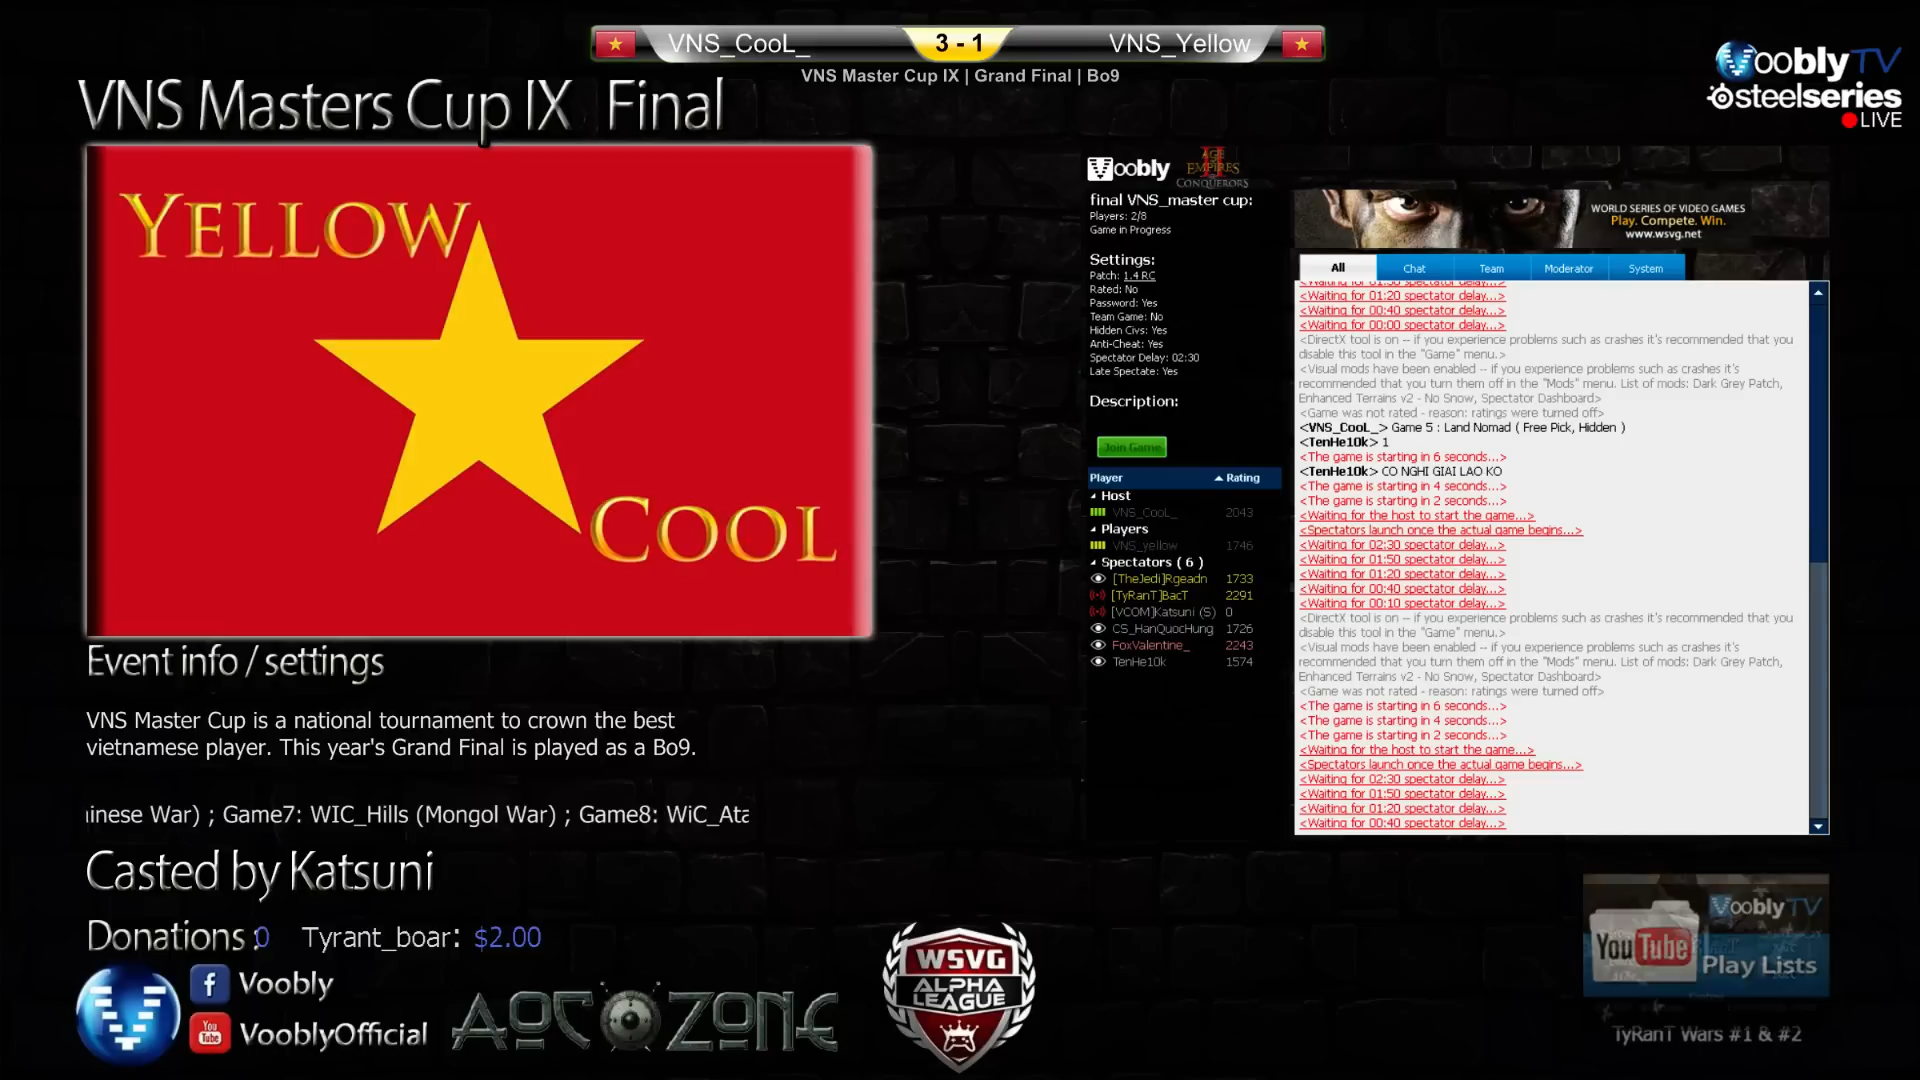 VNS_CooL_ 3 - 1 VNS_Yellow
VNS Master Cup IX | Grand Final | Bo9
VooblyTV
steelseries
LIVE
VNS Masters Cup IX Final
YELLOW
COOL
Event info / settings
VNS Master Cup is a national tournament to crown the best
vietnamese player. This year's Grand Final is played as a Bo9.
inese War) ; Game7: WIC_Hills (Mongol War) ; Game8: WiC_Ata
Casted by Katsuni
Donations : 0 Tyrant_boar: $2.00
Voobly
You Tube VooblyOfficial
AOC ZONE
WSVG
ALPHA
LEAGUE
Voobly
AGE
EMPIRES
II
CONQUERORS
final VNS_master cup:
Players: 2/8
Game in Progress
Settings:
Patch: 1.4 RC
Rated: No
Password: Yes
Team Game: No
Hidden Civs: Yes
Anti-Cheat: Yes
Spectator Delay: 02:30
Late Spectate: Yes
Description:
Join Game
Player Rating
Host
VNS_CooL_ 2043
Players
VNS_yellow 1746
Spectators ( 6 )
[TheJedi]Rgeadn 1733
[TyRanT]BacT 2291
[VCOM]Katsuni (S) 0
CS_HanQuocHung 1726
FoxValentine_ 2243
TenHe10k 1574
WORLD SERIES OF VIDEO GAMES
Play. Compete. Win.
www.wsvg.net
All Chat Team Moderator System
<Waiting for 01:50 spectator delay...>
<Waiting for 01:20 spectator delay...>
<Waiting for 00:40 spectator delay...>
<Waiting for 00:00 spectator delay...>
<DirectX tool is on -- if you experience problems such as crashes it's recommended that you
disable this tool in the "Game" menu.>
<Visual mods have been enabled -- if you experience problems such as crashes it's
recommended that you turn them off in the "Mods" menu. List of mods: Dark Grey Patch,
Enhanced Terrains v2 - No Snow, Spectator Dashboard>
<Game was not rated - reason: ratings were turned off>
<VNS_CooL_> Game 5 : Land Nomad ( Free Pick, Hidden )
<TenHe10k> 1
<The game is starting in 6 seconds...>
<TenHe10k> CO NGHI GIAI LAO KO
<The game is starting in 4 seconds...>
<The game is starting in 2 seconds...>
<Waiting for the host to start the game...>
<Spectators launch once the actual game begins...>
<Waiting for 02:30 spectator delay...>
<Waiting for 01:50 spectator delay...>
<Waiting for 01:20 spectator delay...>
<Waiting for 00:40 spectator delay...>
<Waiting for 00:10 spectator delay...>
<DirectX tool is on -- if you experience problems such as crashes it's recommended that you
disable this tool in the "Game" menu.>
<Visual mods have been enabled -- if you experience problems such as crashes it's
recommended that you turn them off in the "Mods" menu. List of mods: Dark Grey Patch,
Enhanced Terrains v2 - No Snow, Spectator Dashboard>
<Game was not rated - reason: ratings were turned off>
<The game is starting in 6 seconds...>
<The game is starting in 4 seconds...>
<The game is starting in 2 seconds...>
<Waiting for the host to start the game...>
<Spectators launch once the actual game begins...>
<Waiting for 02:30 spectator delay...>
<Waiting for 01:50 spectator delay...>
<Waiting for 01:20 spectator delay...>
<Waiting for 00:40 spectator delay...>
VooblyTV
YouTube Play Lists
TyRanT Wars #1 & #2